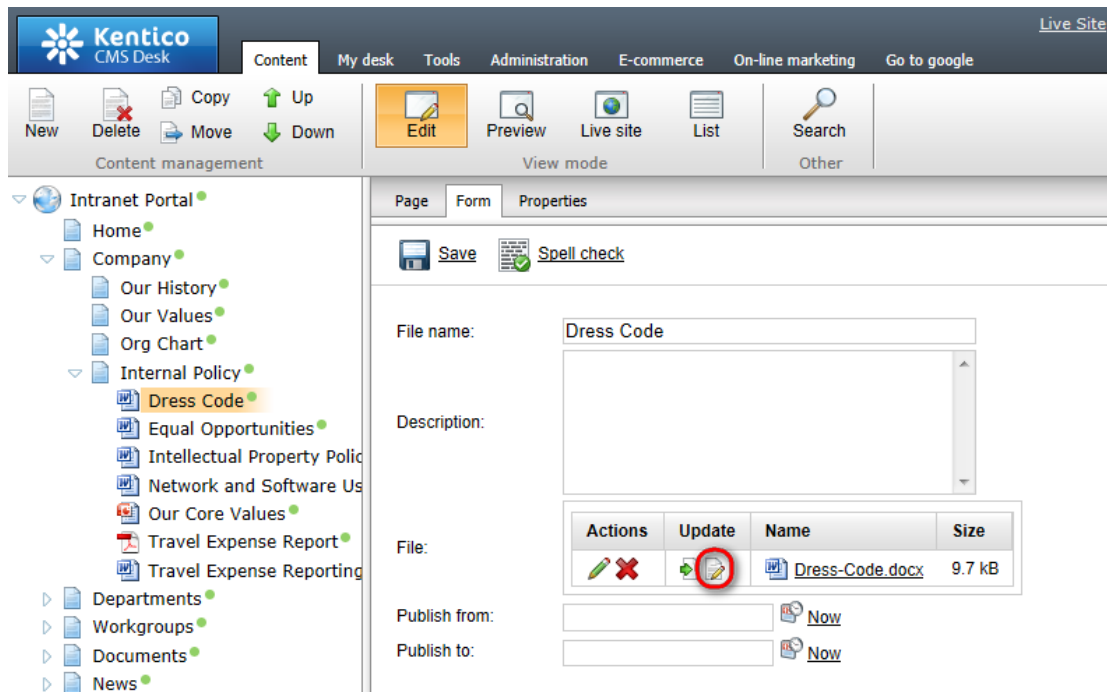 Live Site
Kentico
CMS Desk
Content My desk Tools Administration E-commerce On-line marketing Go to google
New Delete Copy Move Up Down
Content management
Edit Preview Live site List
View mode
Search
Other
Intranet Portal
Home
Company
Our History
Our Values
Org Chart
Internal Policy
Dress Code
Equal Opportunities
Intellectual Property Polic
Network and Software Us
Our Core Values
Travel Expense Report
Travel Expense Reporting
Departments
Workgroups
Documents
News
Page Form Properties
Save Spell check
File name: Dress Code
Description:
File:
Actions Update Name Size
Dress-Code.docx 9.7 kB
Publish from: Now
Publish to: Now